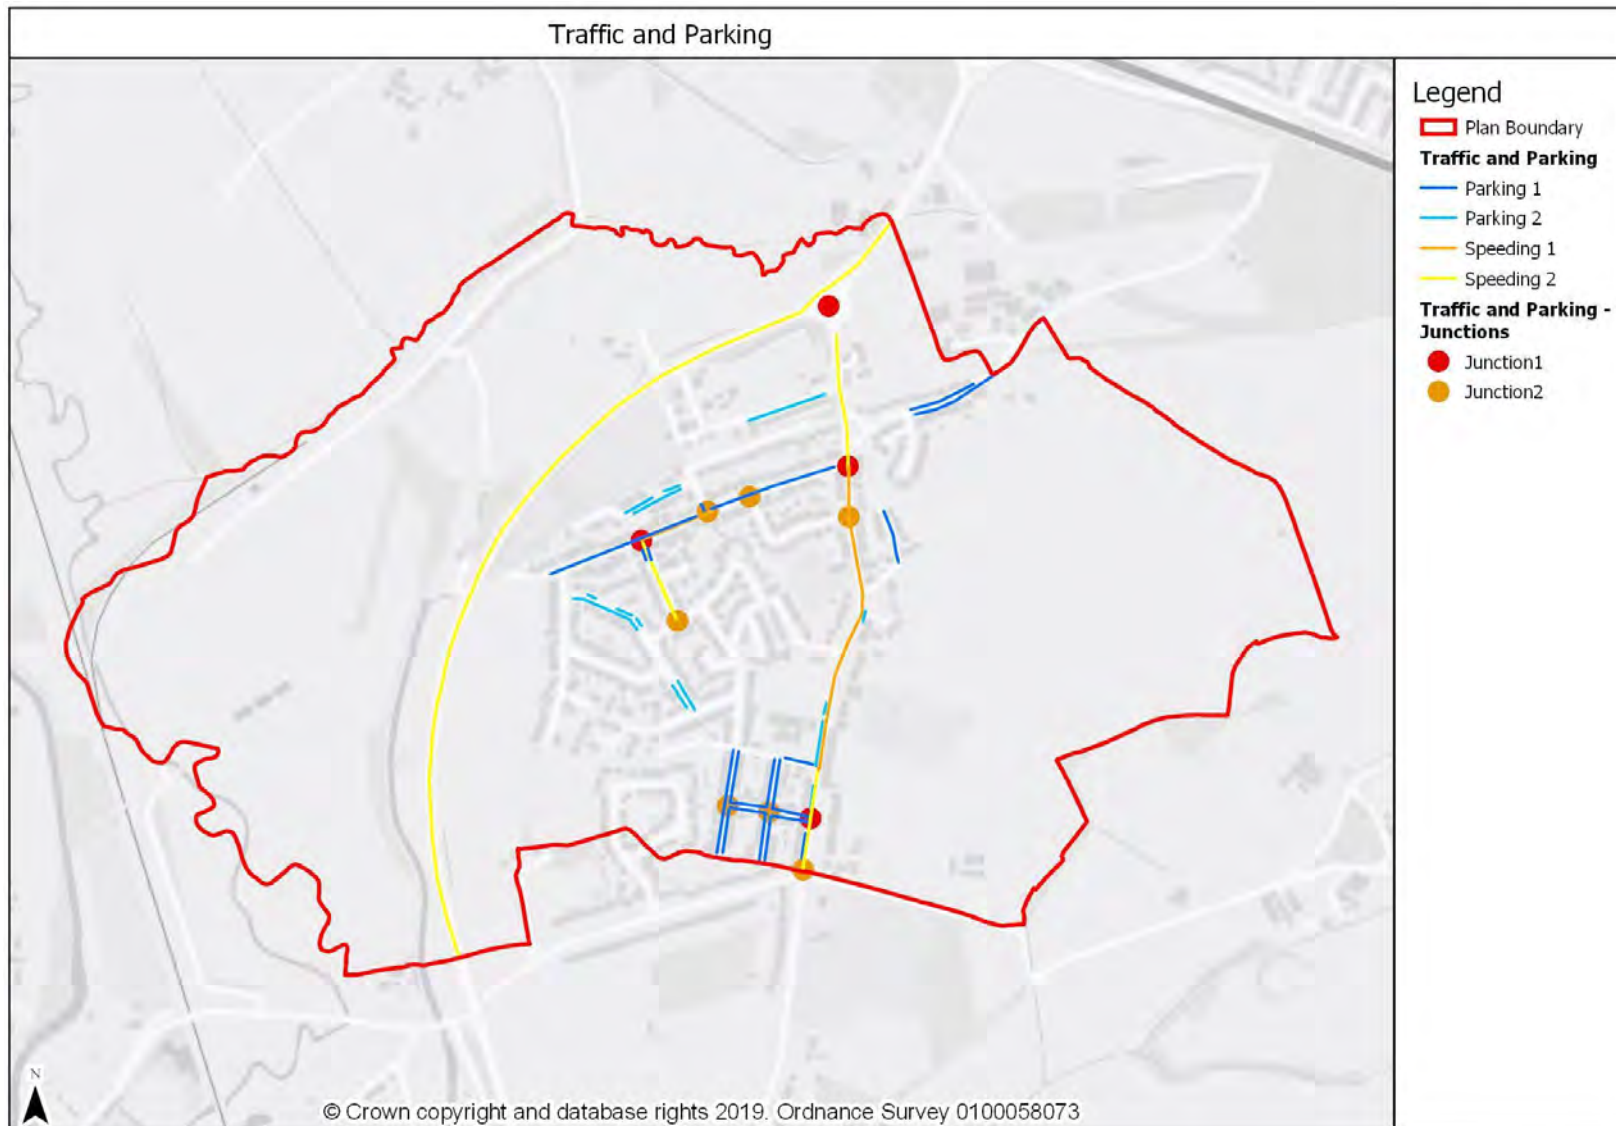 Traffic and Parking
Legend
Plan Boundary
Traffic and Parking
Parking 1
Parking 2
Speeding 1
Speeding 2
Traffic and Parking -
Junctions
Junction1
Junction2
N
© Crown copyright and database rights 2019. Ordnance Survey 0100058073